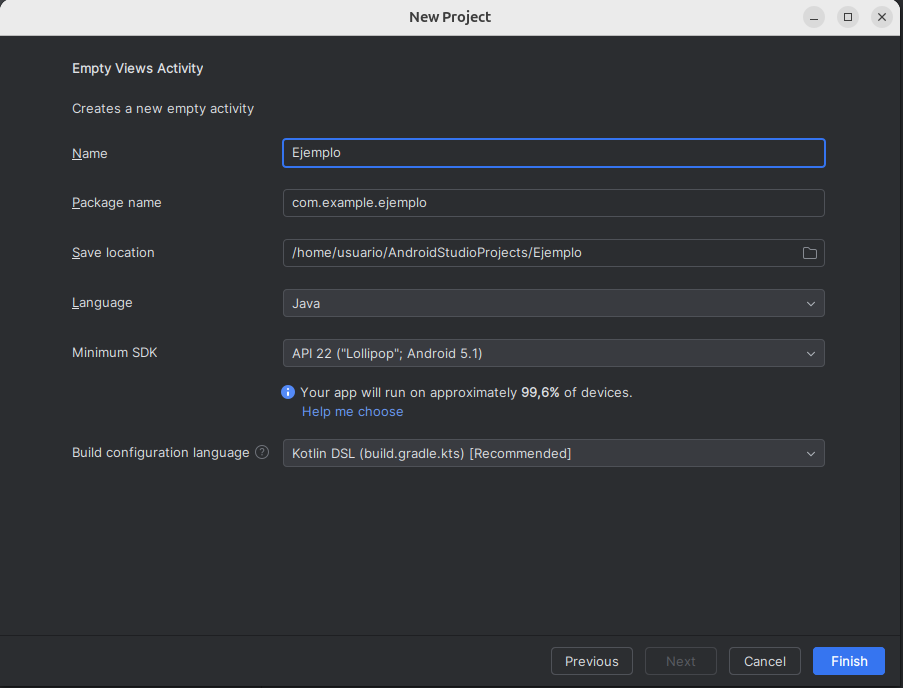 New Project
Empty Views Activity
Creates a new empty activity
Name Ejemplo
Package name com.example.ejemplo
Save location /home/usuario/AndroidStudioProjects/Ejemplo
Language Java
Minimum SDK API 22 ("Lollipop"; Android 5.1)
Your app will run on approximately 99,6% of devices.
Help me choose
Build configuration language ? Kotlin DSL (build.gradle.kts) [Recommended]
Previous Next Cancel Finish